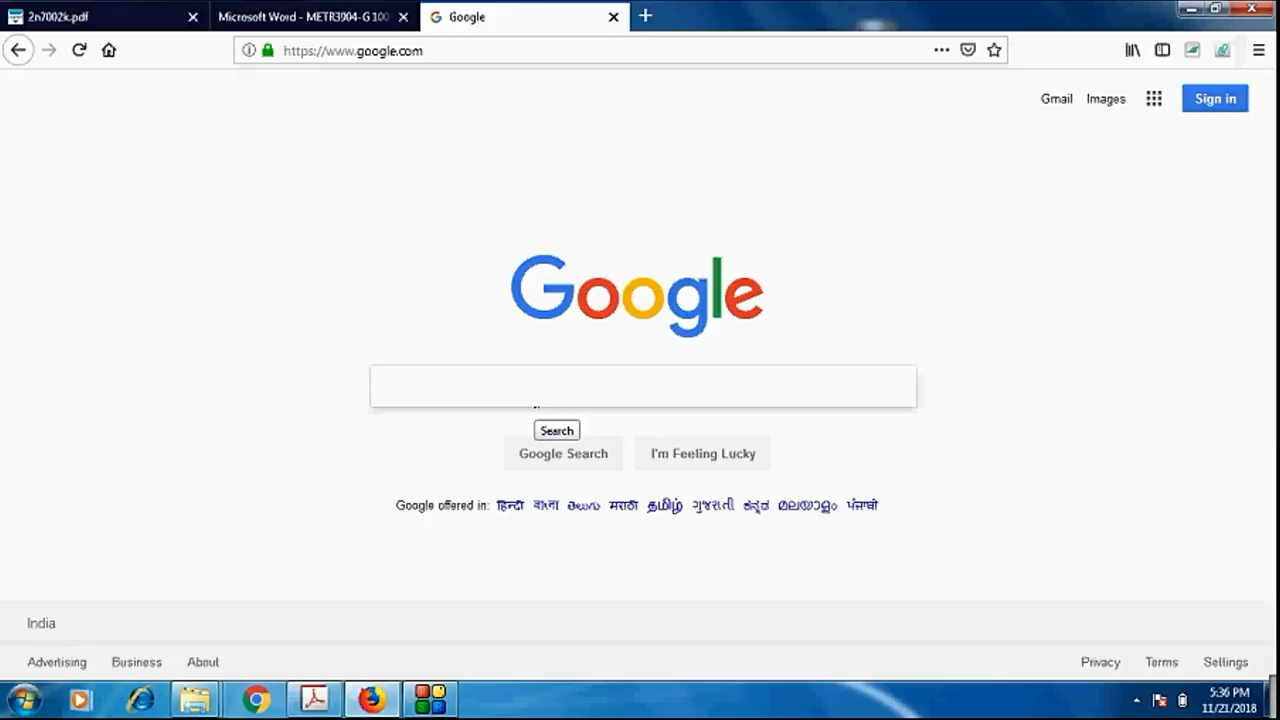 2n7002k.pdf
Microsoft Word - METR3904-G 100
Google
https://www.google.com
Gmail Images Sign in
Google
Search
Google Search I'm Feeling Lucky
Google offered in: हिन्दी বাংলা తెలుగు मराठी தமிழ் ગુજરાતી ಕನ್ನಡ മലയാളം ਪੰਜਾਬੀ
India
Advertising Business About
Privacy Terms Settings
5:36 PM
11/21/2018